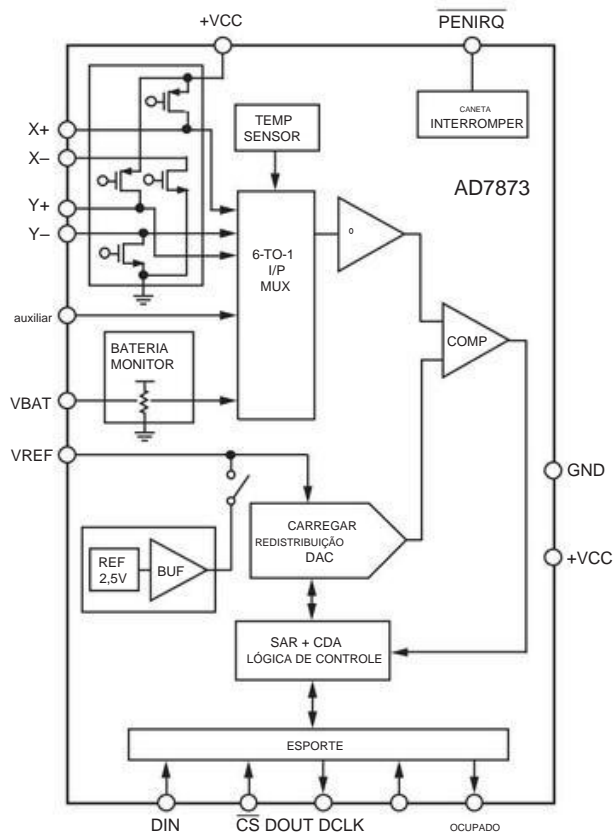 +VCC
PENIRQ
CANETA
INTERROMPER
TEMP
SENSOR
X+
X–
AD7873
Y+
Y–
6-TO-1
I/P
MUX
0
COMP
auxiliar
BATERIA
MONITOR
VBAT
VREF
GND
CARREGAR
REDISTRIBUIÇÃO
DAC
+VCC
REF
2,5V
BUF
SAR + CDA
LÓGICA DE CONTROLE
ESPORTE
DIN
CS DOUT DCLK
OCUPADO